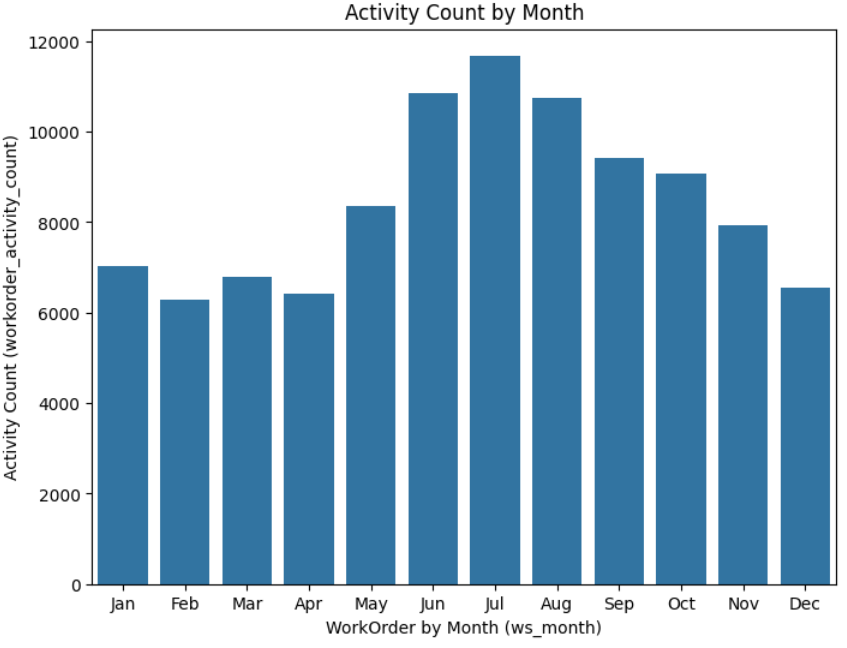 Activity Count by Month
12000
10000
8000
6000
4000
2000
0
Activity Count (workorder_activity_count)
Jan Feb Mar Apr May Jun Jul Aug Sep Oct Nov Dec
WorkOrder by Month (ws_month)